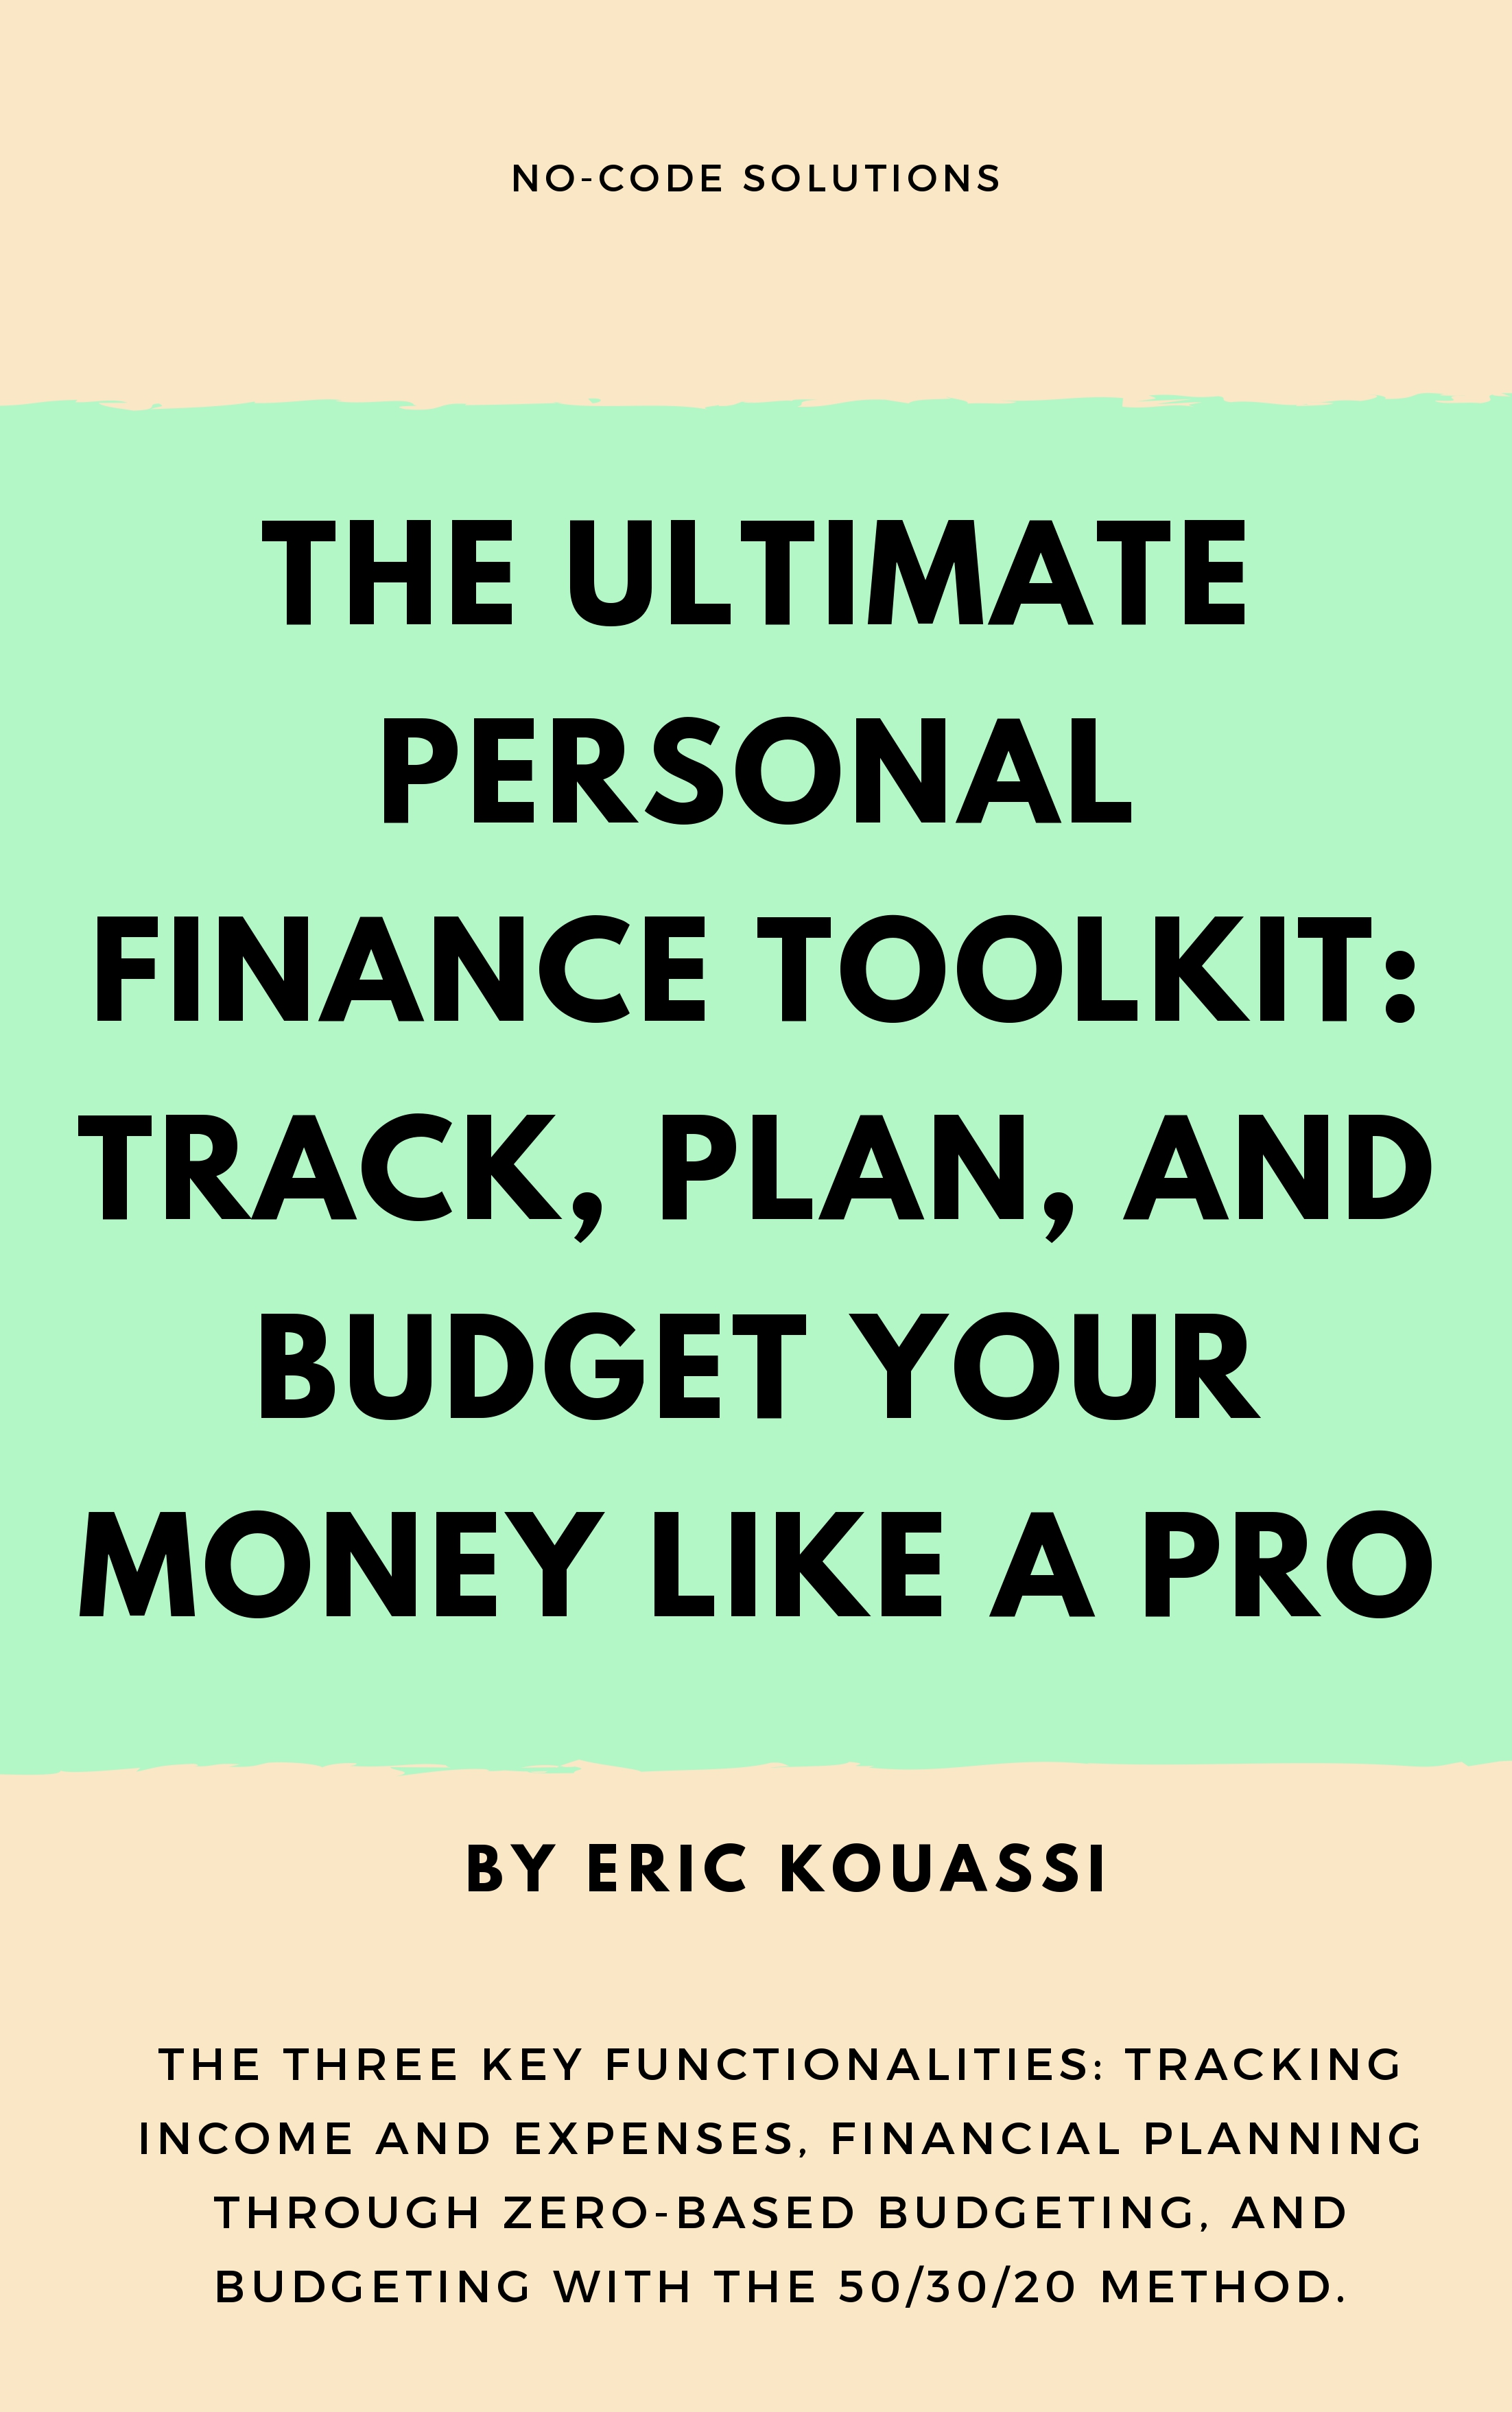 NO-CODE SOLUTIONS
THE ULTIMATE
PERSONAL
FINANCE TOOLKIT:
TRACK, PLAN, AND
BUDGET YOUR
MONEY LIKE A PRO
BY ERIC KOUASSI
THE THREE KEY FUNCTIONALITIES: TRACKING
INCOME AND EXPENSES, FINANCIAL PLANNING
THROUGH ZERO-BASED BUDGETING, AND
BUDGETING WITH THE 50/30/20 METHOD.